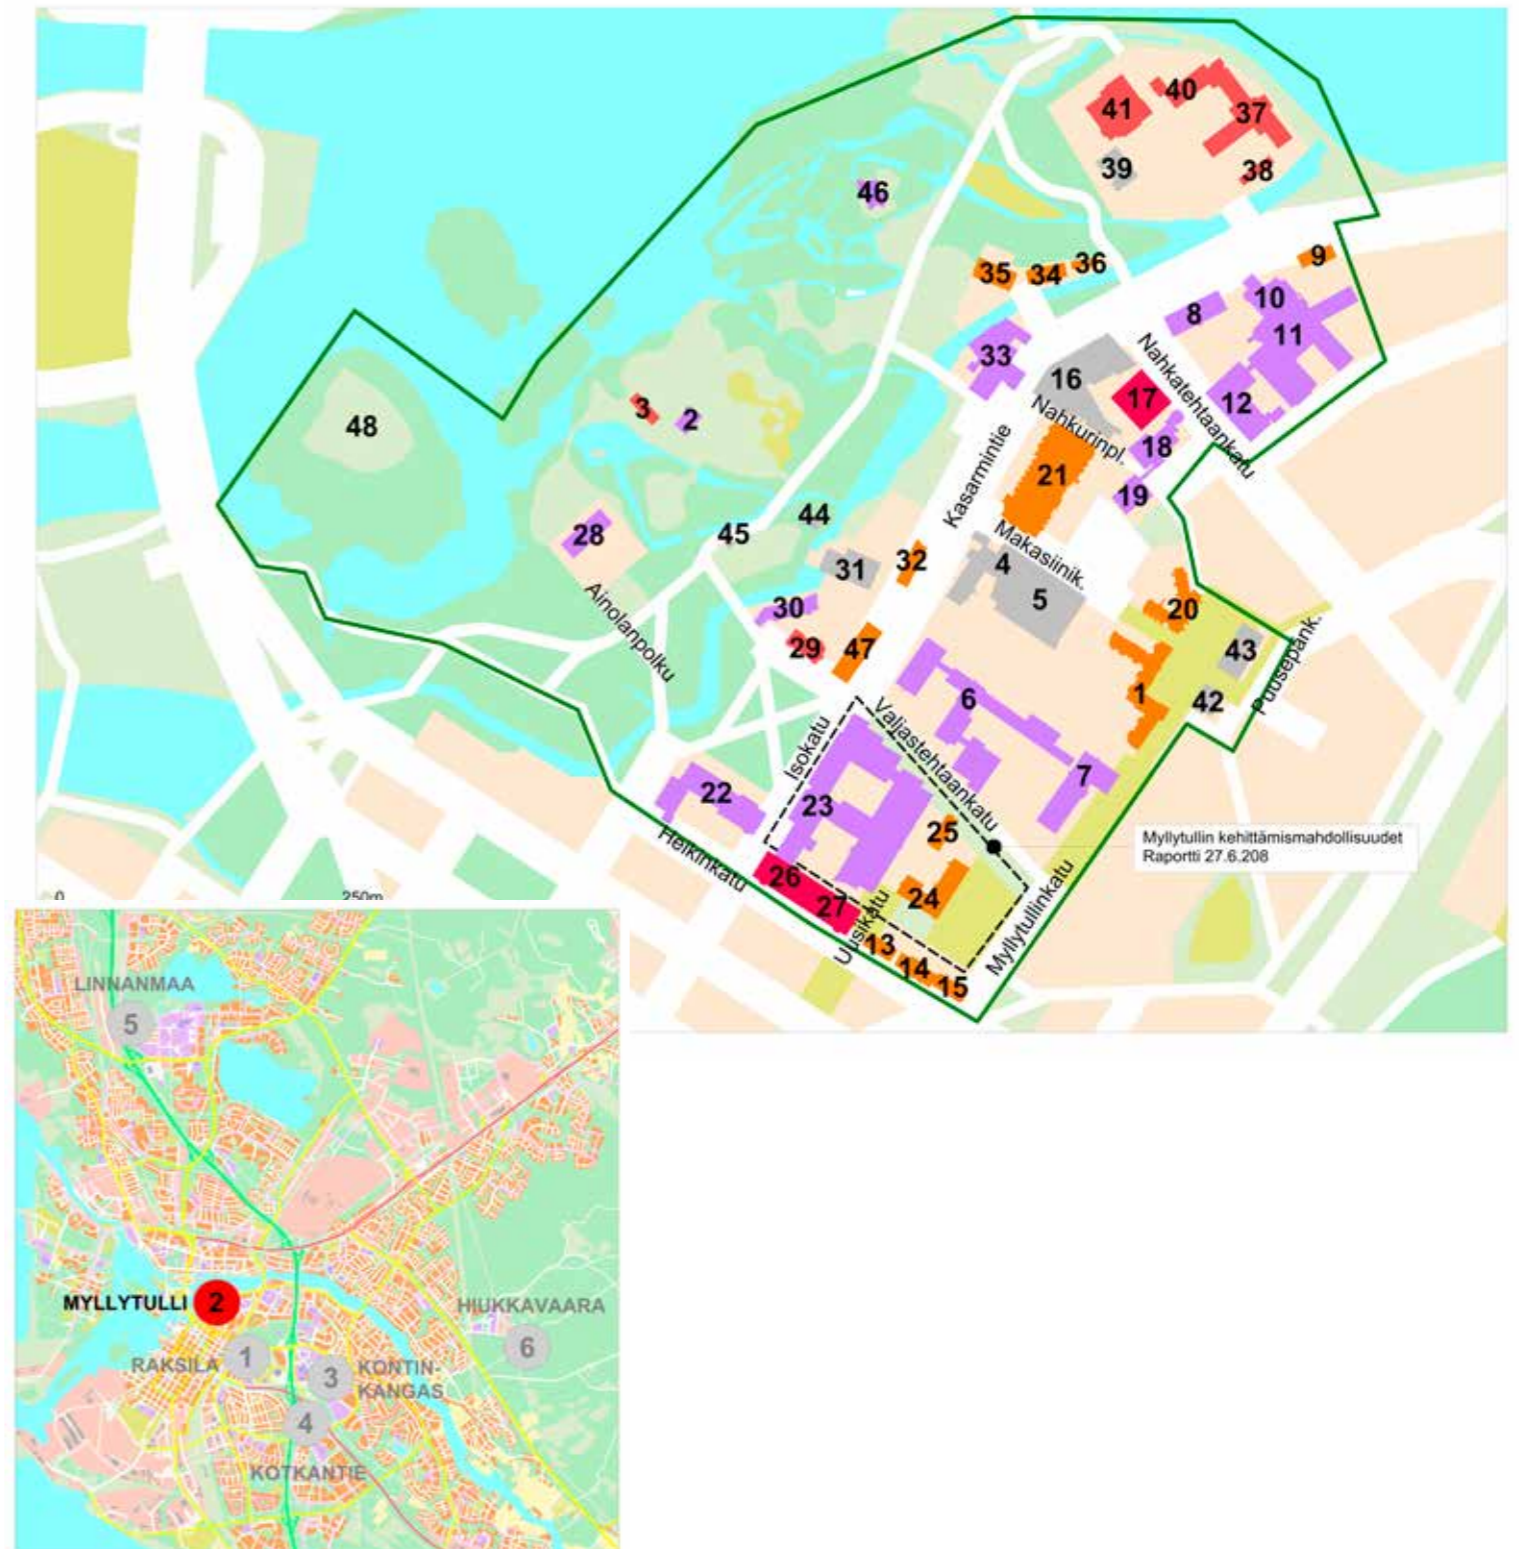 41
40
37
39
38
46
35
34
36
9
8
10
11
33
16
17
12
Nahkatehtaankatu
Nahkurinpl.
18
19
3
2
48
Kasarmintie
21
28
45
44
31
32
Makasiinik.
4
5
20
43
Puusepänk.
42
Ainolanpolku
30
29
47
1
6
7
Isokatu
Valjastehtaankatu
22
23
25
Myllytullin kehittämismahdollisuudet
Raportti 27.6.208
Heikinkatu
26
27
24
Uusikatu
13
14
15
Myllytullinkatu
0
250m
LINNANMAA
5
MYLLYTULLI
2
HIUKKAVAARA
6
RAKSILA
1
3
KONTIN-
KANGAS
4
KOTKANTIE